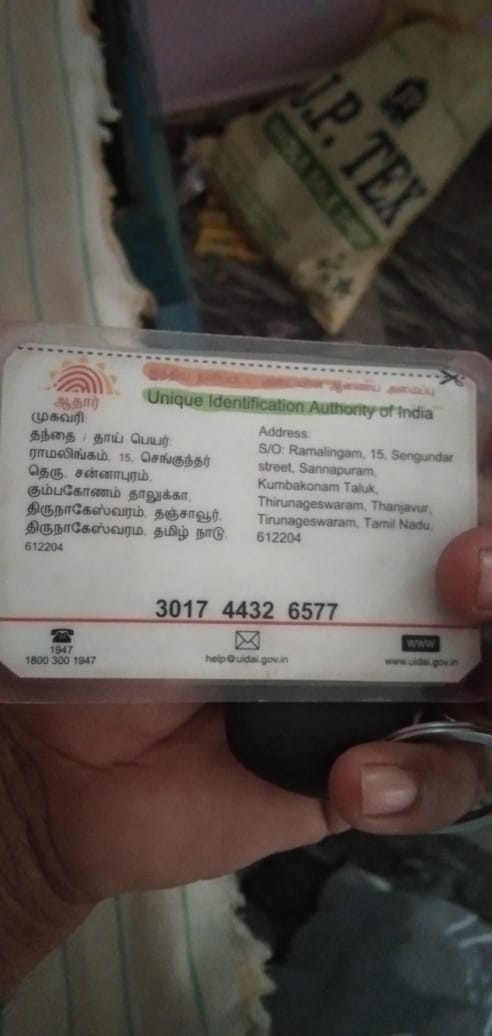 J.P. TEX
ஆணைய அமைப்பு
Unique Identification Authority of India
ஆதார்
முகவரி:
தந்தை / தாய் பெயர்:
ராமலிங்கம், 15, செங்குந்தர்
தெரு, சன்னாபுரம்,
கும்பகோணம் தாலுக்கா,
திருநாகேஸ்வரம், தஞ்சாவூர்,
திருநாகேஸ்வரம, தமிழ் நாடு,
612204
Address:
S/O: Ramalingam, 15, Sengundar
street, Sannapuram,
Kumbakonam Taluk,
Thirunageswaram, Thanjavur,
Tirunageswaram, Tamil Nadu,
612204
3017 4432 6577
1947
1800 300 1947
help@uidai.gov.in
WWW
www.uidai.gov.in